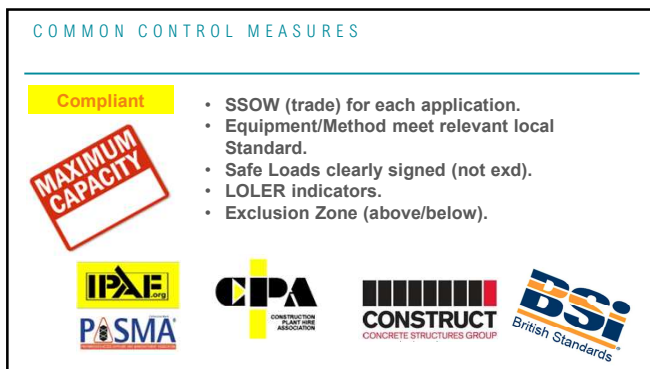 COMMON CONTROL MEASURES
Compliant
• SSOW (trade) for each application.
• Equipment/Method meet relevant local
Standard.
• Safe Loads clearly signed (not exd).
• LOLER indicators.
• Exclusion Zone (above/below).
MAXIMUM
CAPACITY
IPAF
.org
PASMA
CPA
CONSTRUCTION
PLANT HIRE
ASSOCIATION
CONSTRUCT
CONCRETE STRUCTURES GROUP
BSi
British Standards